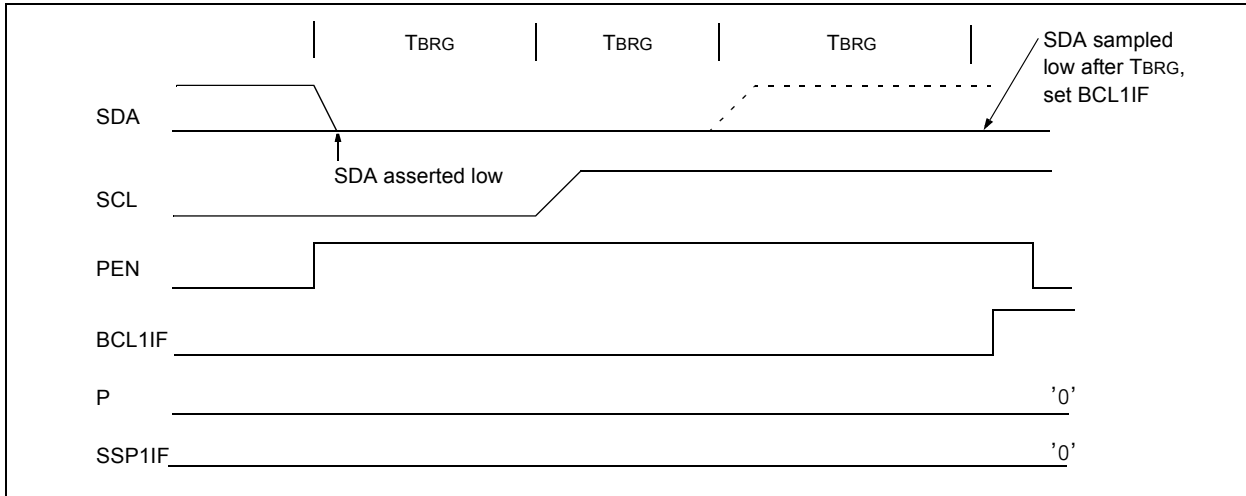 TBRG TBRG TBRG
SDA sampled
low after TBRG,
set BCL1IF
SDA
SDA asserted low
SCL
PEN
BCL1IF
P '0'
SSP1IF '0'